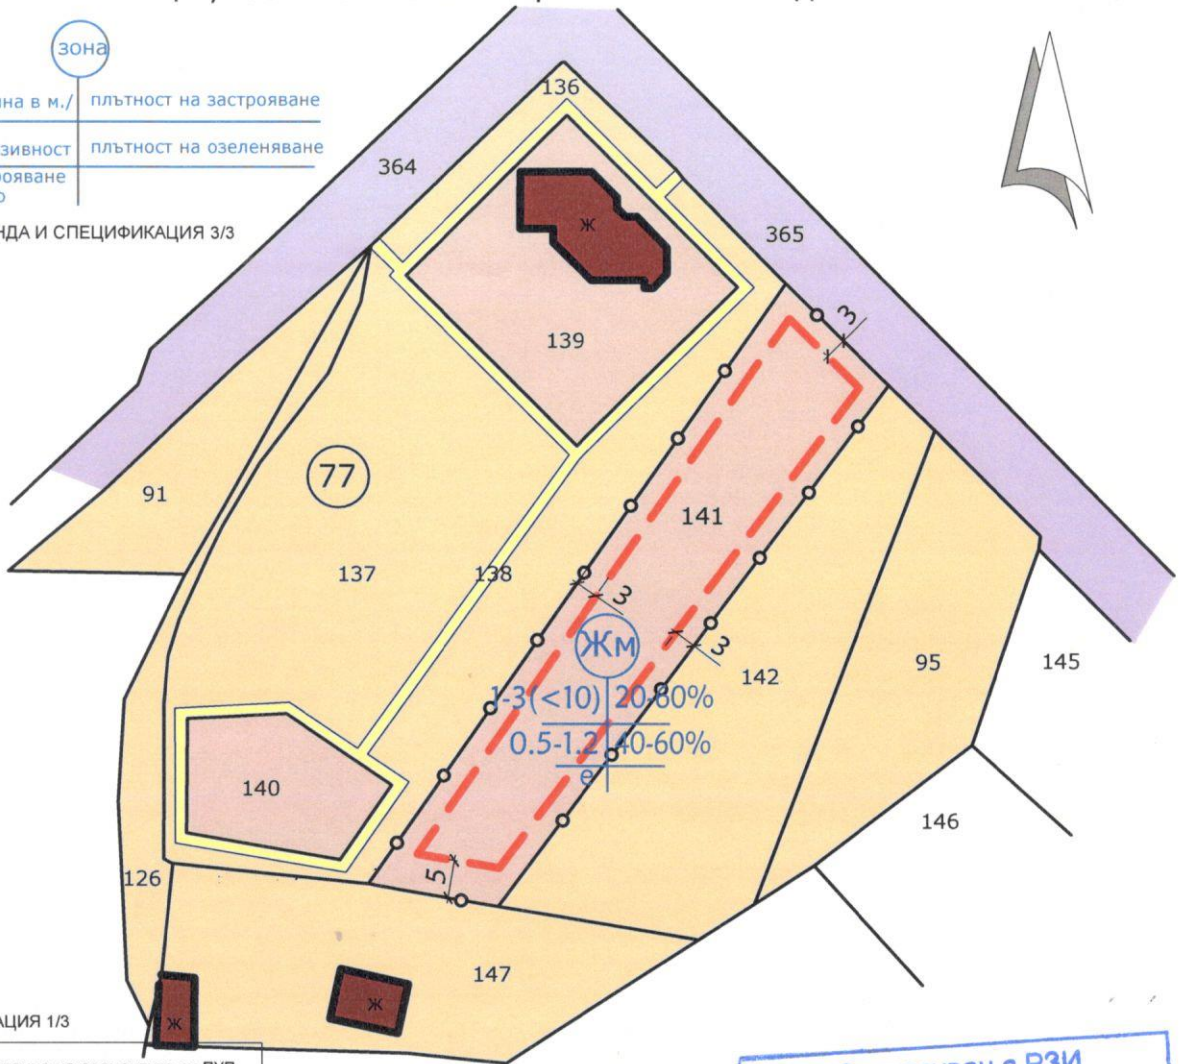 зона
на в м./ плътност на застрояване
зивност плътност на озеленяване
рояване
о
НДА И СПЕЦИФИКАЦИЯ 3/3
136
364
365
ж
139
3
91
77
141
137
138
3
Жм
3
142
95
145
1-3(<10) 20-80%
0.5-1.2 40-60%
е
140
146
126
5
147
ж
ж
АЦИЯ 1/3
РЗИ